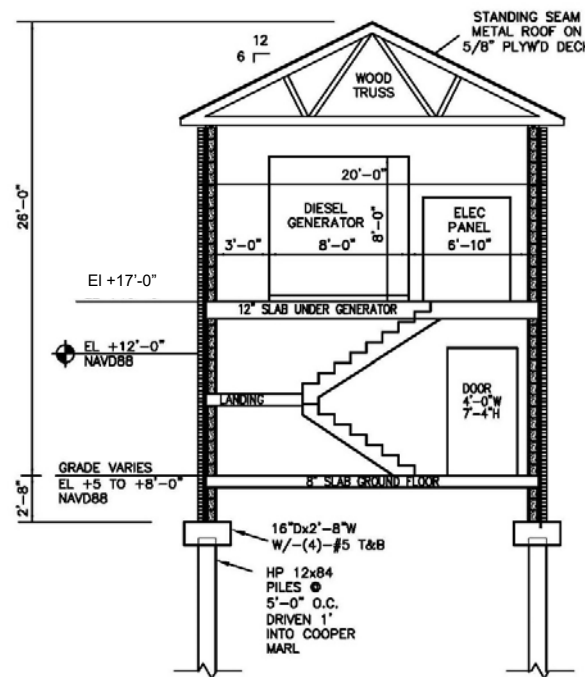 STANDING SEAM
METAL ROOF ON
5/8" PLYW'D DECK
12
6
WOOD
TRUSS
26'-0"
20'-0"
DIESEL
GENERATOR
8'-0"
ELEC
PANEL
3'-0"
8'-0"
6'-10"
El +17'-0"
12" SLAB UNDER GENERATOR
EL +12'-0"
NAVD88
LANDING
DOOR
4'-0"W
7'-4"H
GRADE VARIES
EL +5 TO +8'-0"
NAVD88
8" SLAB GROUND FLOOR
2'-8"
16"Dx2'-8"W
W/-(4)-#5 T&B
HP 12x84
PILES @
5'-0" O.C.
DRIVEN 1'
INTO COOPER
MARL